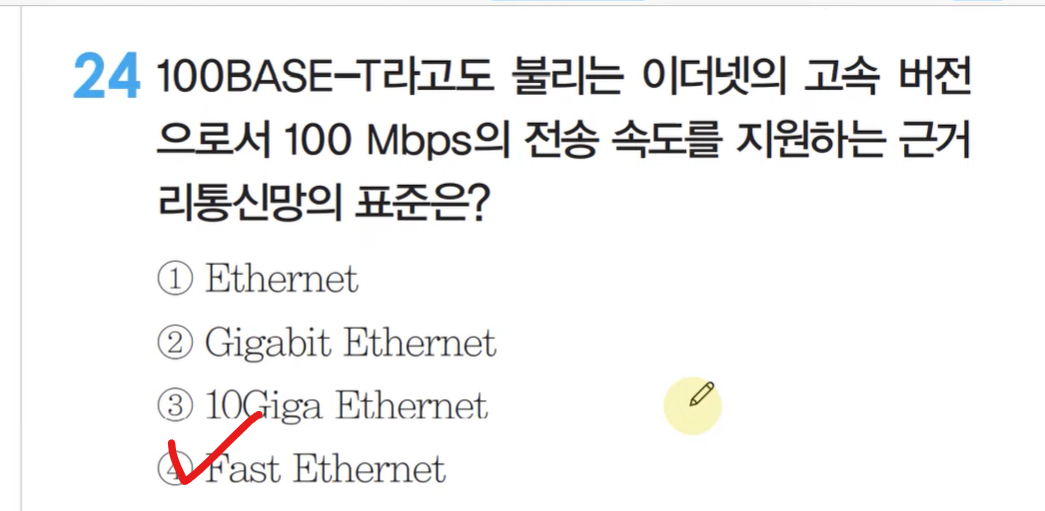 24 100BASE-T라고도 불리는 이더넷의 고속 버전
으로서 100 Mbps의 전송 속도를 지원하는 근거
리통신망의 표준은?
① Ethernet
② Gigabit Ethernet
③ 10Giga Ethernet
④ Fast Ethernet